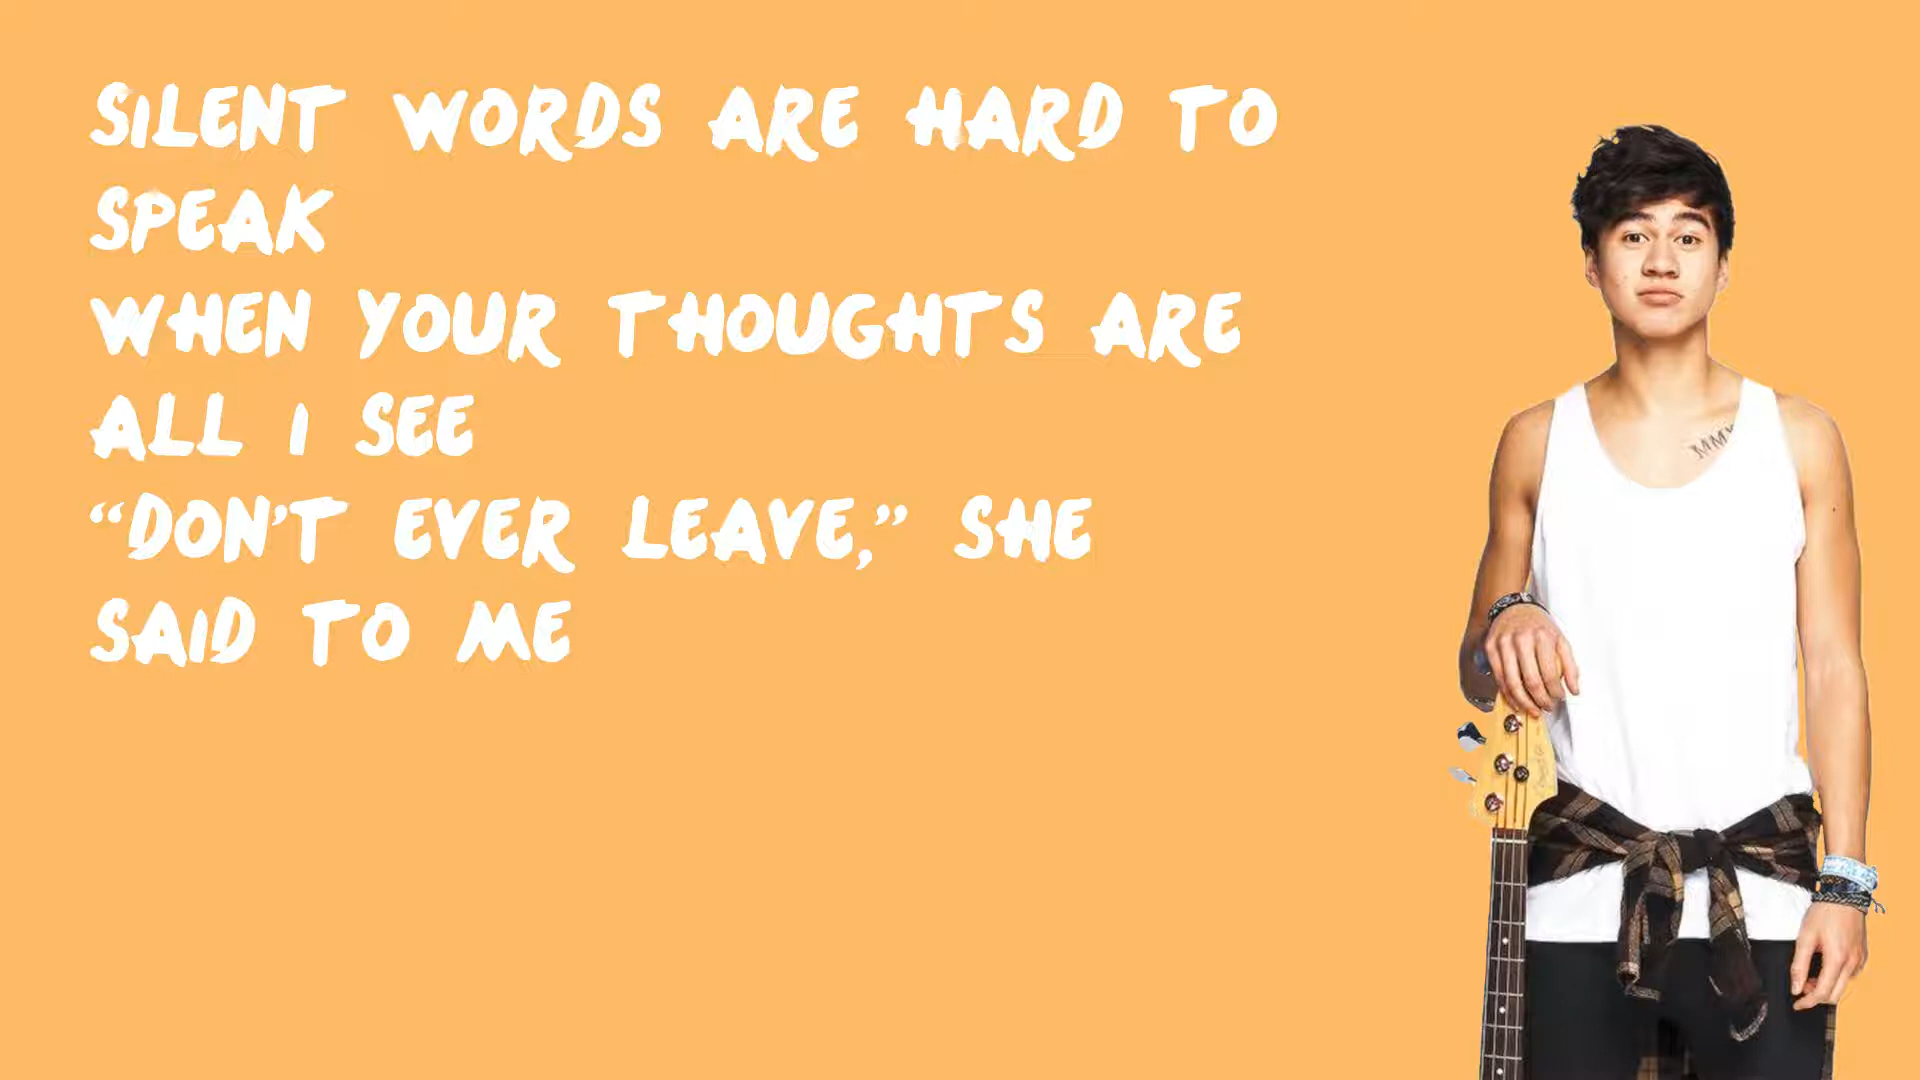 SILENT WORDS ARE HARD TO
SPEAK
WHEN YOUR THOUGHTS ARE
ALL I SEE
“DON’T EVER LEAVE,” SHE
SAID TO ME
MMX